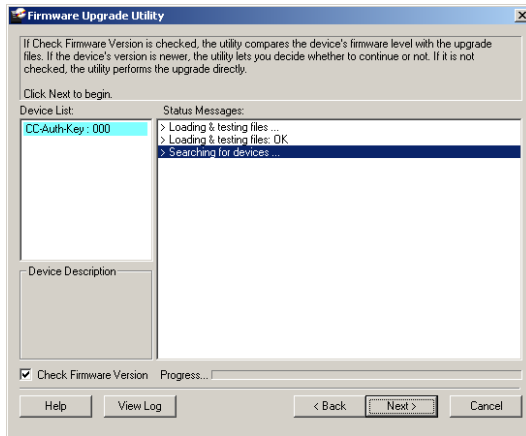 Firmware Upgrade Utility
If Check Firmware Version is checked, the utility compares the device's firmware level with the upgrade
files. If the device's version is newer, the utility lets you decide whether to continue or not. If it is not
checked, the utility performs the upgrade directly.
Click Next to begin.
Device List:
Status Messages:
CC-Auth-Key : 000
> Loading & testing files ...
> Loading & testing files: OK
> Searching for devices ...
Device Description
Check Firmware Version
Progress...
Help
View Log
< Back
Next >
Cancel